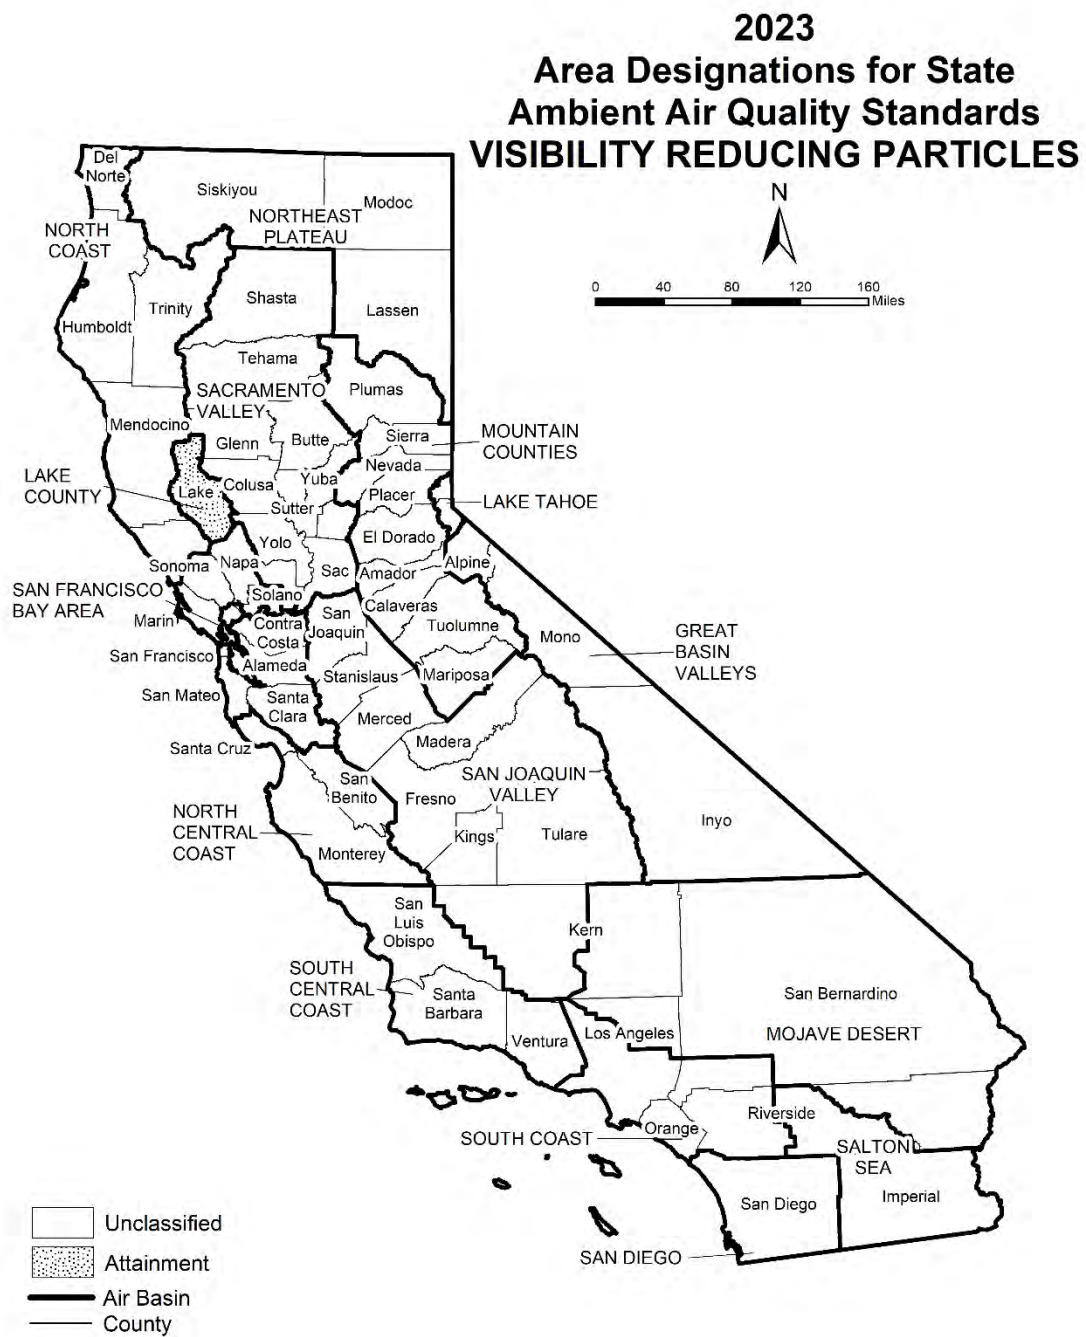 2023
Area Designations for State
Ambient Air Quality Standards
VISIBILITY REDUCING PARTICLES
N
0 40 80 120 160
Miles
Del
Norte
Siskiyou
Modoc
NORTHEAST
PLATEAU
NORTH
COAST
Shasta
Trinity
Lassen
Humboldt
Tehama
Plumas
SACRAMENTO
VALLEY
Mendocino
Glenn
Butte
Sierra
MOUNTAIN
COUNTIES
Nevada
LAKE
COUNTY
Lake
Colusa
Yuba
Placer
LAKE TAHOE
Sutter
El Dorado
Yolo
Sonoma
Napa
Sac
Amador
Alpine
SAN FRANCISCO
BAY AREA
Solano
Calaveras
Marin
Contra
Costa
San
Joaquin
Tuolumne
Mono
GREAT
BASIN
VALLEYS
San Francisco
Alameda
Stanislaus
Mariposa
San Mateo
Santa
Clara
Merced
Santa Cruz
Madera
San
Benito
SAN JOAQUIN
VALLEY
Fresno
NORTH
CENTRAL
COAST
Kings
Tulare
Inyo
Monterey
San
Luis
Obispo
Kern
SOUTH
CENTRAL
COAST
Santa
Barbara
San Bernardino
Ventura
Los Angeles
MOJAVE DESERT
Riverside
Orange
SOUTH COAST
SALTON
SEA
San Diego
Imperial
SAN DIEGO
Unclassified
Attainment
Air Basin
County